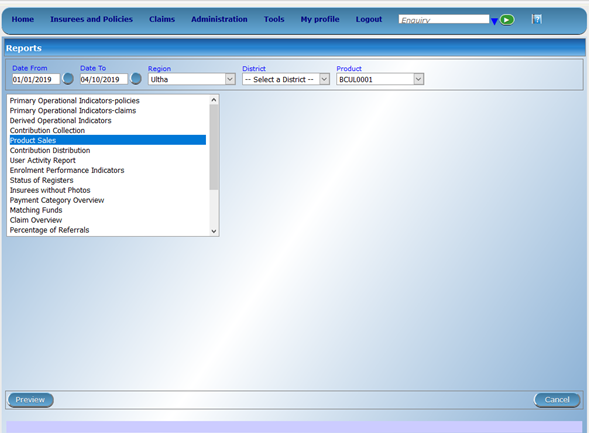 Home Insurees and Policies Claims Administration Tools My profile Logout Enquiry ?
Reports
Date From Date To Region District Product
01/01/2019 04/10/2019 Ultha -- Select a District -- BCUL0001
Primary Operational Indicators-policies
Primary Operational Indicators-claims
Derived Operational Indicators
Contribution Collection
Product Sales
Contribution Distribution
User Activity Report
Enrolment Performance Indicators
Status of Registers
Insurees without Photos
Payment Category Overview
Matching Funds
Claim Overview
Percentage of Referrals
Preview Cancel